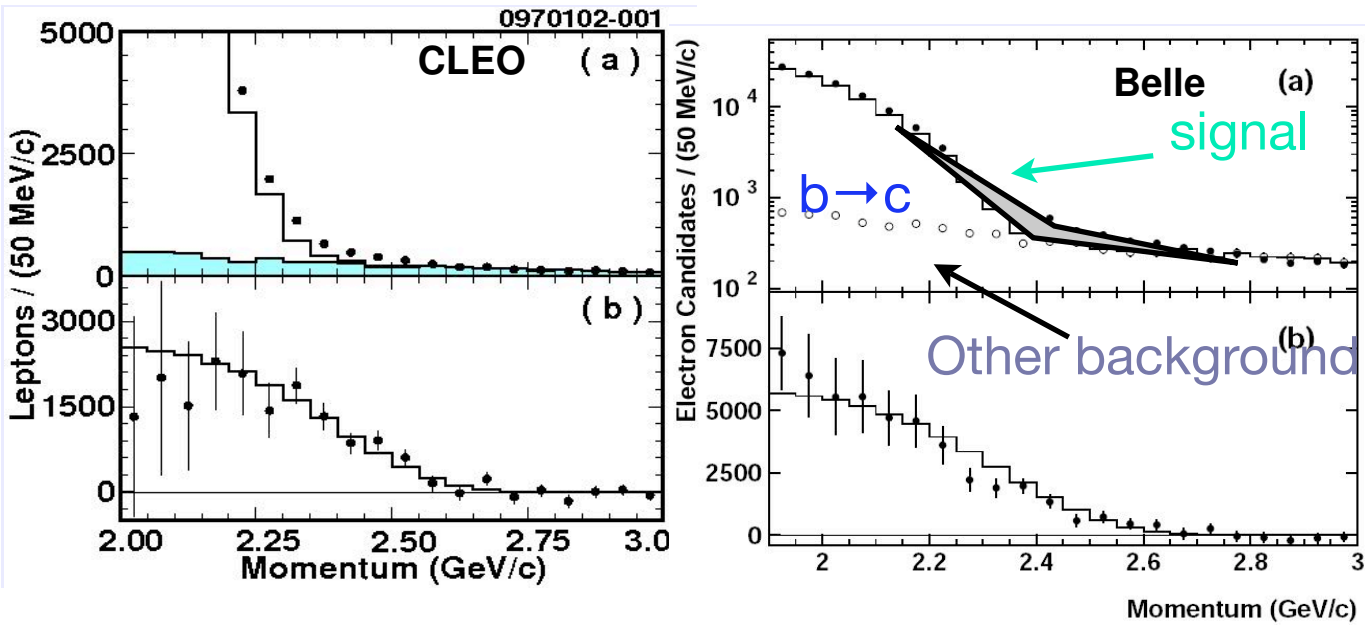 0970102-001
CLEO
( a )
5000
2500
0
( b )
3000
1500
0
Leptons / (50 MeV/c)
2.00 2.25 2.50 2.75 3.0
Momentum (GeV/c)
Belle
(a)
signal
b→c
10 4
10 3
10 2
Other background
(b)
7500
5000
2500
0
Electron Candidates / (50 MeV/c)
2 2.2 2.4 2.6 2.8 3
Momentum (GeV/c)